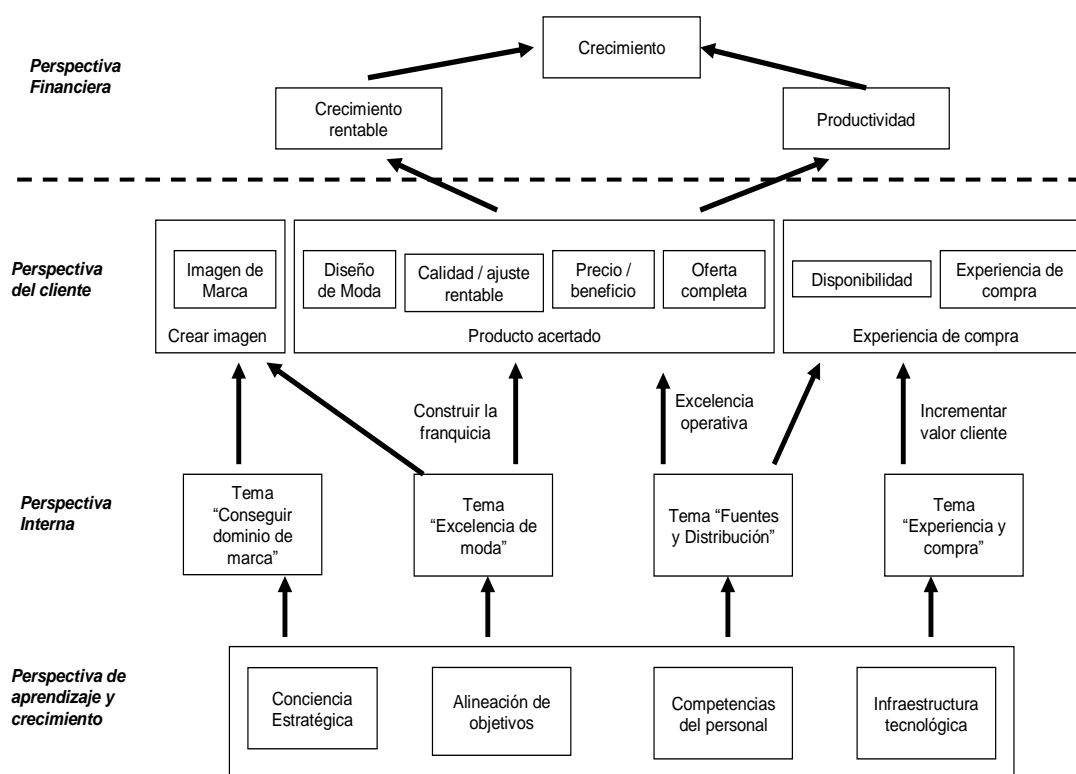 Crecimiento
Perspectiva
Financiera
Crecimiento
rentable
Productividad
Perspectiva
del cliente
Imagen de
Marca
Crear imagen
Diseño
de Moda
Calidad / ajuste
rentable
Precio /
beneficio
Oferta
completa
Producto acertado
Disponibilidad
Experiencia de
compra
Experiencia de compra
Construir la
franquicia
Excelencia
operativa
Incrementar
valor cliente
Perspectiva
Interna
Tema
“Conseguir
dominio de
marca”
Tema
“Excelencia de
moda”
Tema “Fuentes
y Distribución”
Tema
“Experiencia y
compra”
Perspectiva de
aprendizaje y
crecimiento
Conciencia
Estratégica
Alineación de
objetivos
Competencias
del personal
Infraestructura
tecnológica